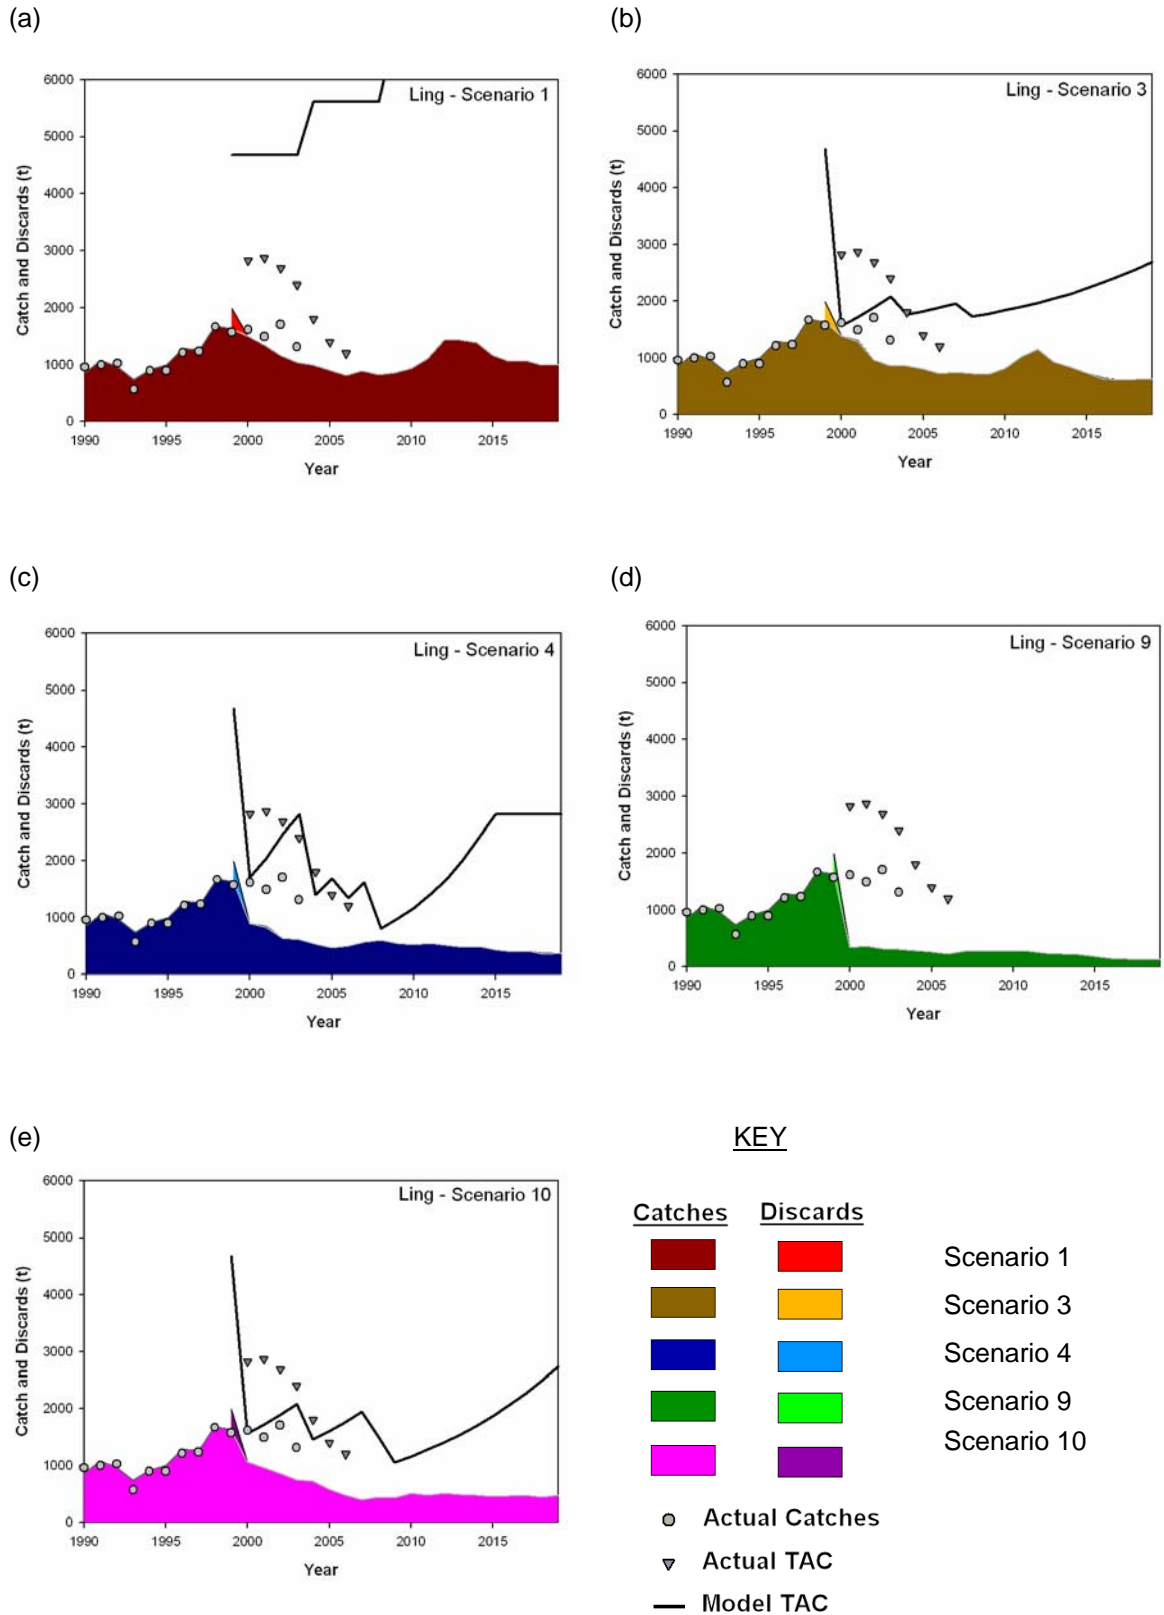 (a)
(b)
Ling - Scenario 1
6000
5000
4000
3000
2000
1000
0
Catch and Discards (t)
1990 1995 2000 2005 2010 2015
Year
Ling - Scenario 3
6000
5000
4000
3000
2000
1000
0
Catch and Discards (t)
1990 1995 2000 2005 2010 2015
Year
(c)
(d)
Ling - Scenario 4
6000
5000
4000
3000
2000
1000
0
Catch and Discards (t)
1990 1995 2000 2005 2010 2015
Year
Ling - Scenario 9
6000
5000
4000
3000
2000
1000
0
Catch and Discards (t)
1990 1995 2000 2005 2010 2015
Year
(e)
Ling - Scenario 10
6000
5000
4000
3000
2000
1000
0
Catch and Discards (t)
1990 1995 2000 2005 2010 2015
Year
KEY
Catches Discards
Scenario 1
Scenario 3
Scenario 4
Scenario 9
Scenario 10
Actual Catches
Actual TAC
Model TAC